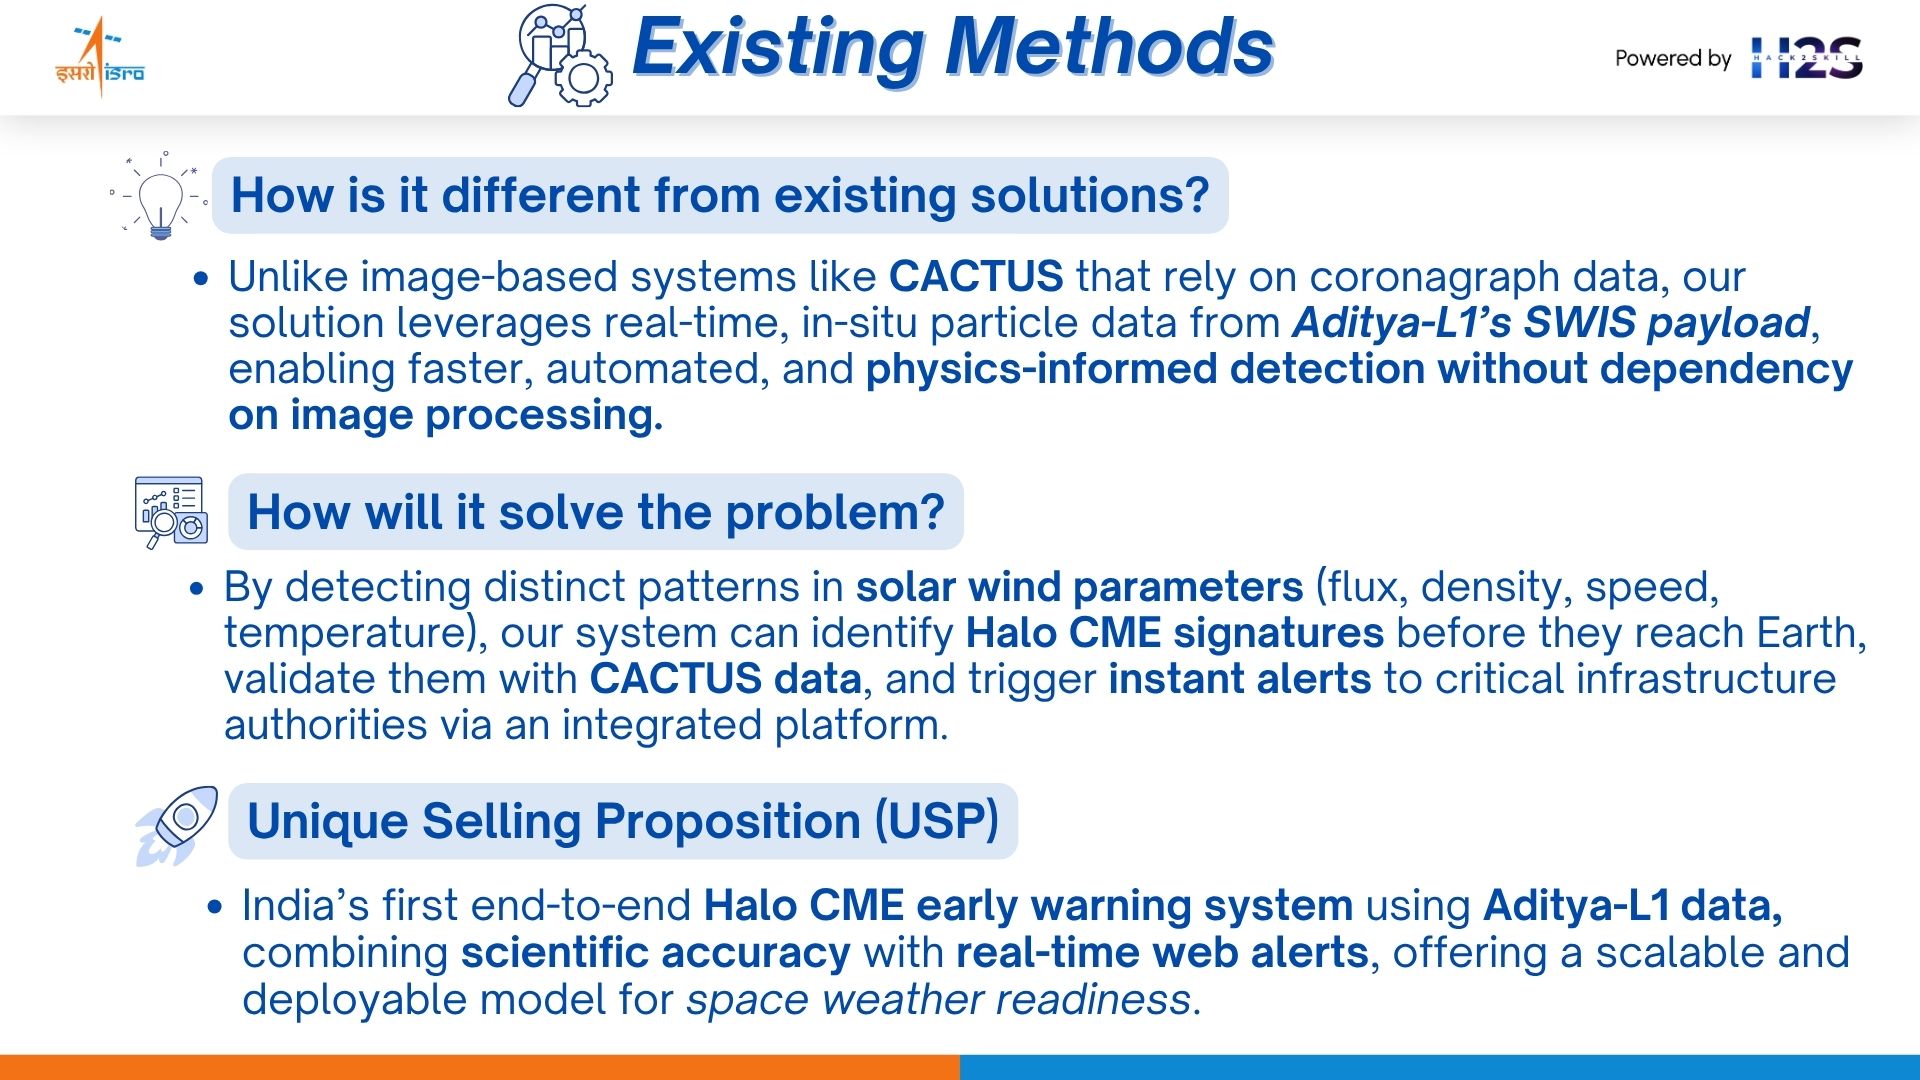 इसरो isro
Existing Methods
Powered by H2S
HACK2SKILL
How is it different from existing solutions?
• Unlike image-based systems like CACTUS that rely on coronagraph data, our
solution leverages real-time, in-situ particle data from Aditya-L1’s SWIS payload,
enabling faster, automated, and physics-informed detection without dependency
on image processing.
How will it solve the problem?
• By detecting distinct patterns in solar wind parameters (flux, density, speed,
temperature), our system can identify Halo CME signatures before they reach Earth,
validate them with CACTUS data, and trigger instant alerts to critical infrastructure
authorities via an integrated platform.
Unique Selling Proposition (USP)
• India’s first end-to-end Halo CME early warning system using Aditya-L1 data,
combining scientific accuracy with real-time web alerts, offering a scalable and
deployable model for space weather readiness.